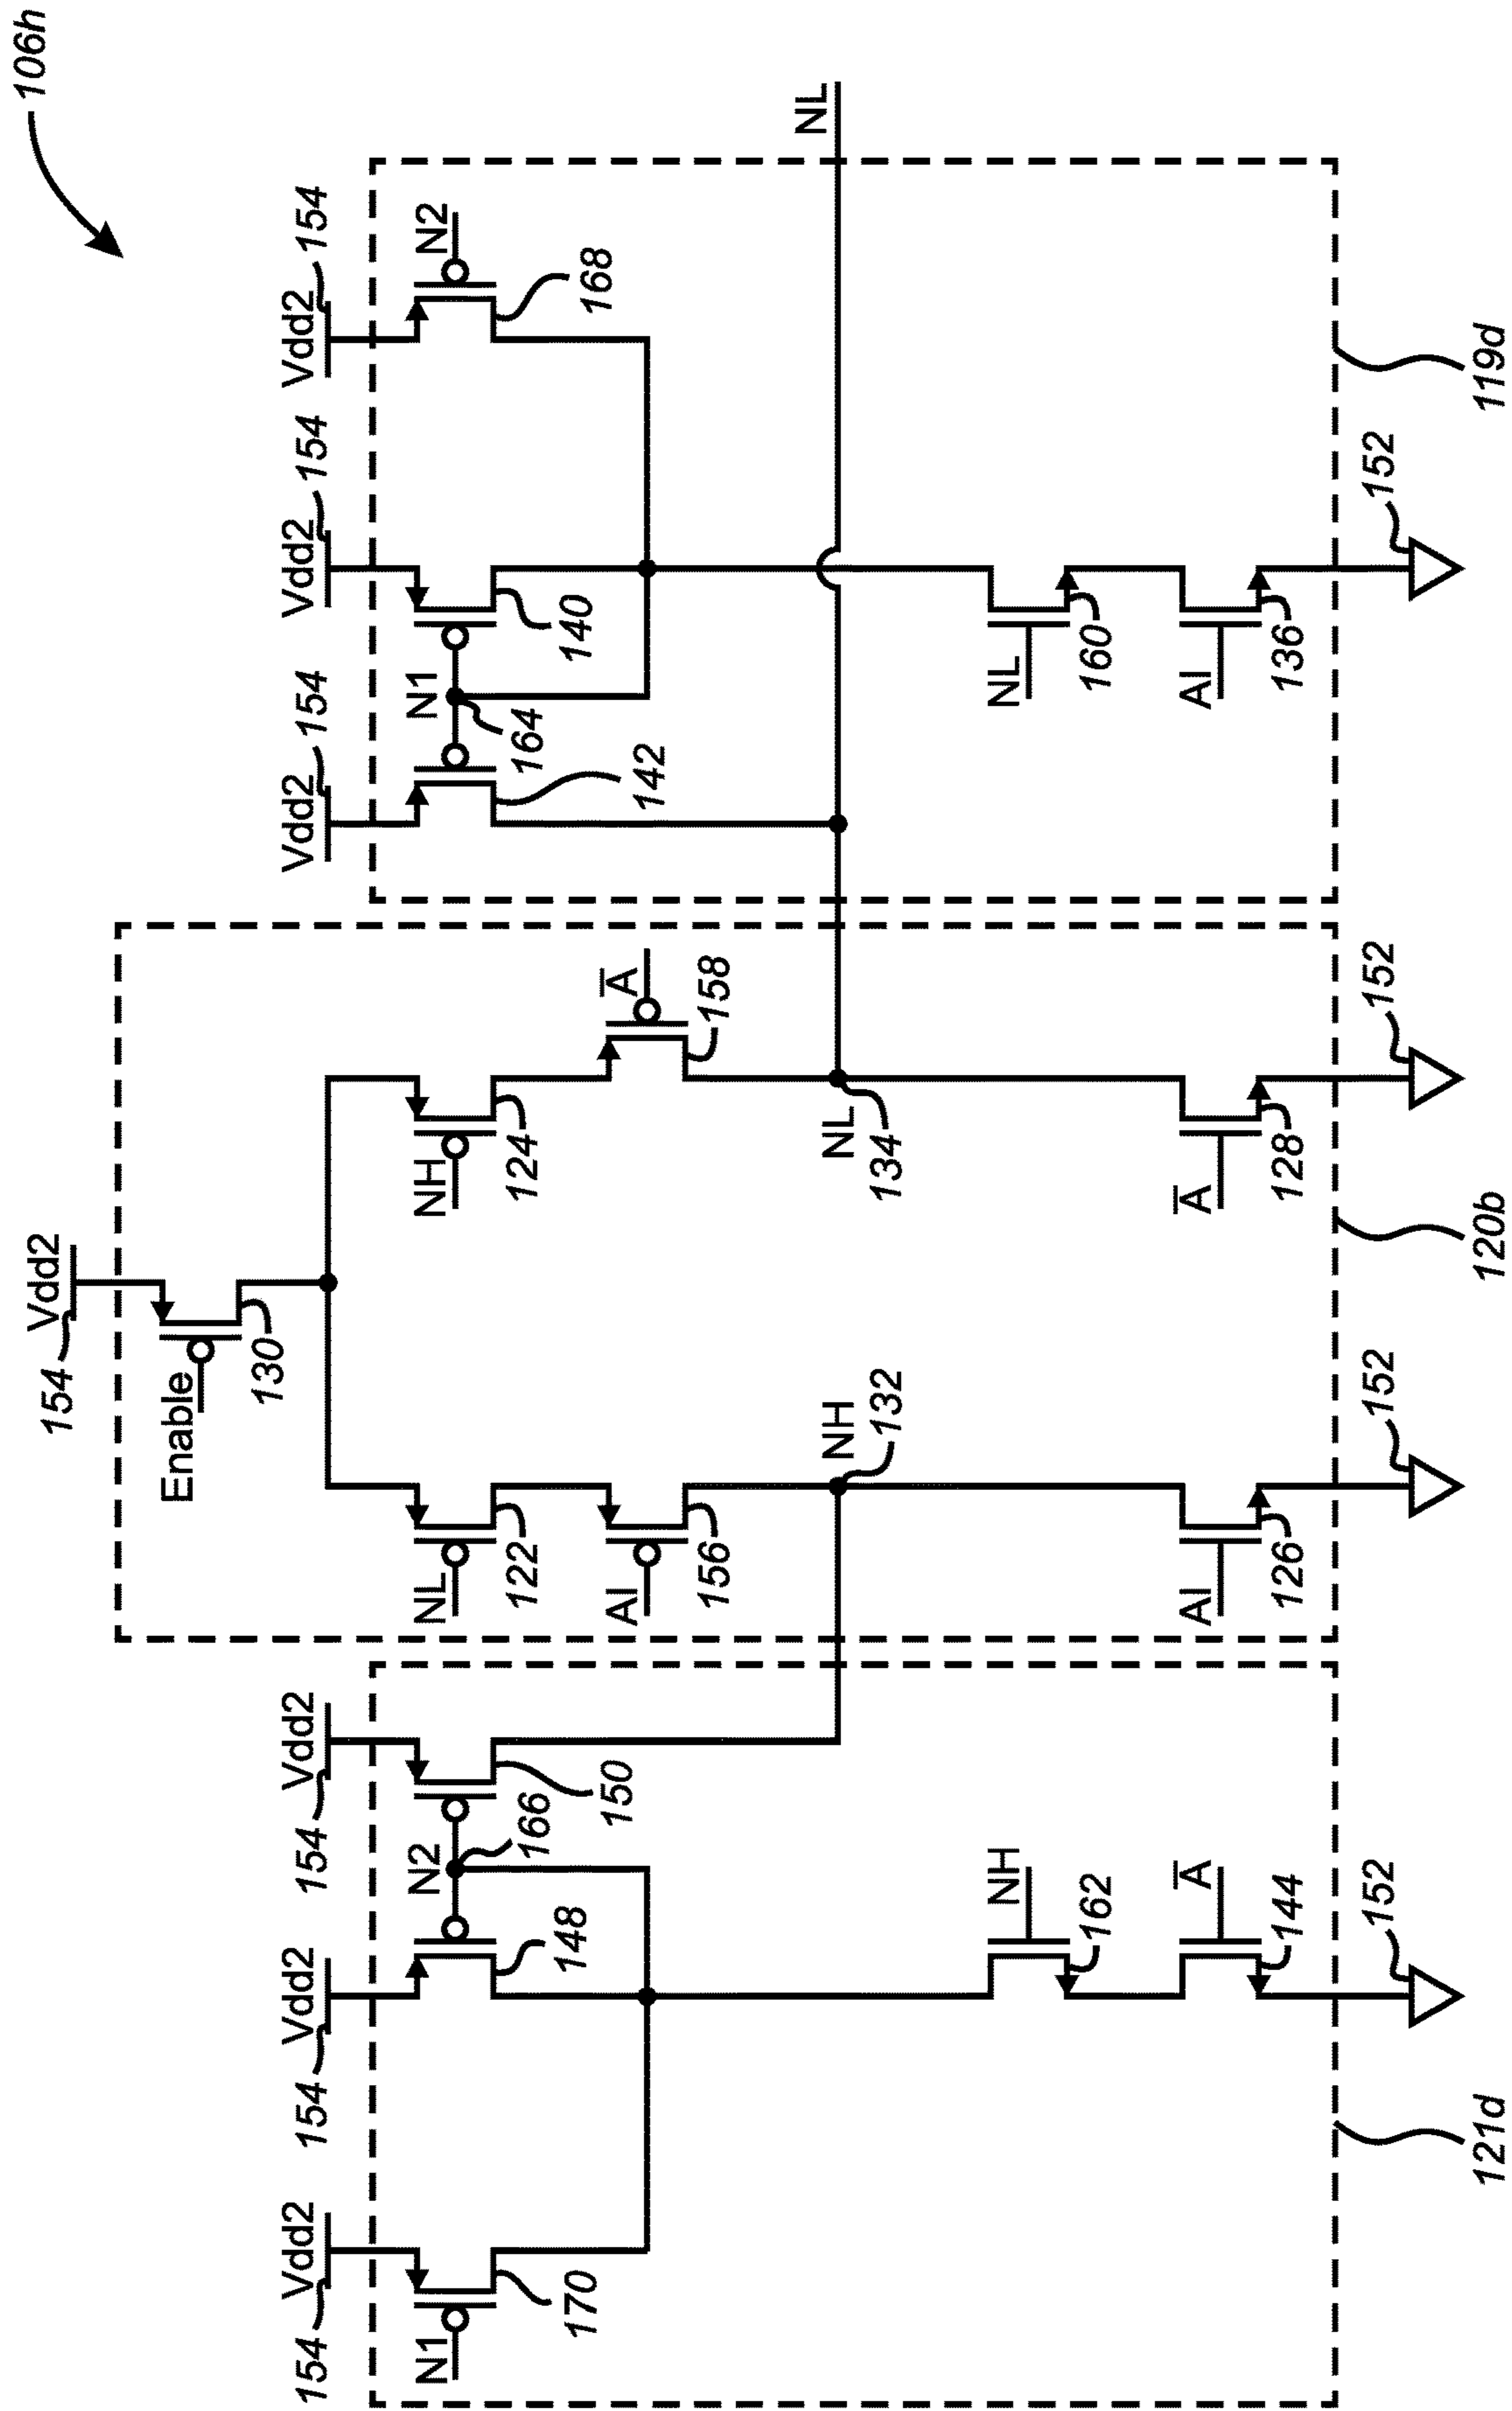 106h
Vdd2
154
Enable
130
154
Vdd2
154
Vdd2
154
Vdd2
Vdd2
154
Vdd2
154
Vdd2
154
N1
N2
NL
NH
N1
N2
166
122
124
164
170
148
150
140
168
142
AI
A̅
156
158
NH
NL
NL
132
134
NH
NL
162
160
A̅
AI
A̅
AI
144
126
128
136
152
152
152
152
121d
120b
119d